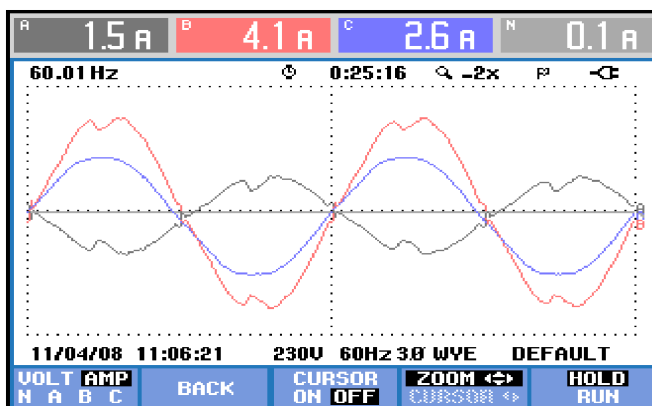 A 1.5 A B 4.1 A C 2.6 A N 0.1 A
60.01 Hz 0:25:16 -2x
A
B
11/04/08 11:06:21 230V 60Hz 3Ø WYE DEFAULT
VOLT AMP BACK CURSOR ZOOM HOLD
N A B C ON OFF CURSOR RUN